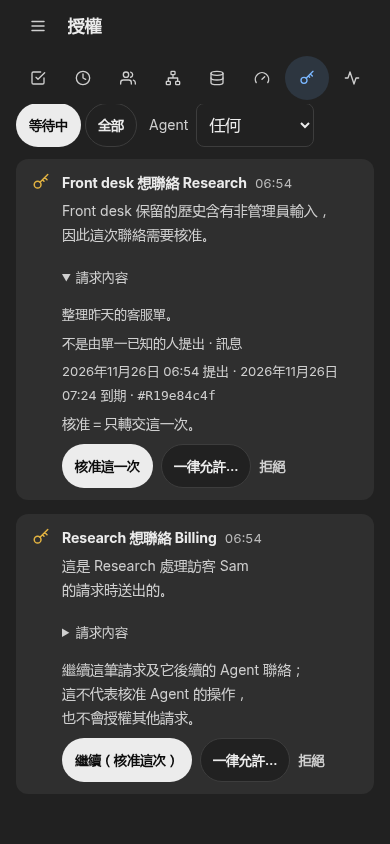 授權
等待中 全部 Agent 任何
Front desk 想聯絡 Research 06:54
Front desk 保留的歷史含有非管理員輸入，
因此這次聯絡需要核准。
▼ 請求內容
整理昨天的客服單。
不是由單一已知的人提出 · 訊息
2026年11月26日 06:54 提出 · 2026年11月26日
07:24 到期 · #R19e84c4f
核准＝只轉交這一次。
核准這一次 一律允許… 拒絕
Research 想聯絡 Billing 06:54
這是 Research 處理訪客 Sam
的請求時送出的。
▶ 請求內容
繼續這筆請求及它後續的 Agent 聯絡；
這不代表核准 Agent 的操作，
也不會授權其他請求。
繼續（核准這次） 一律允許… 拒絕